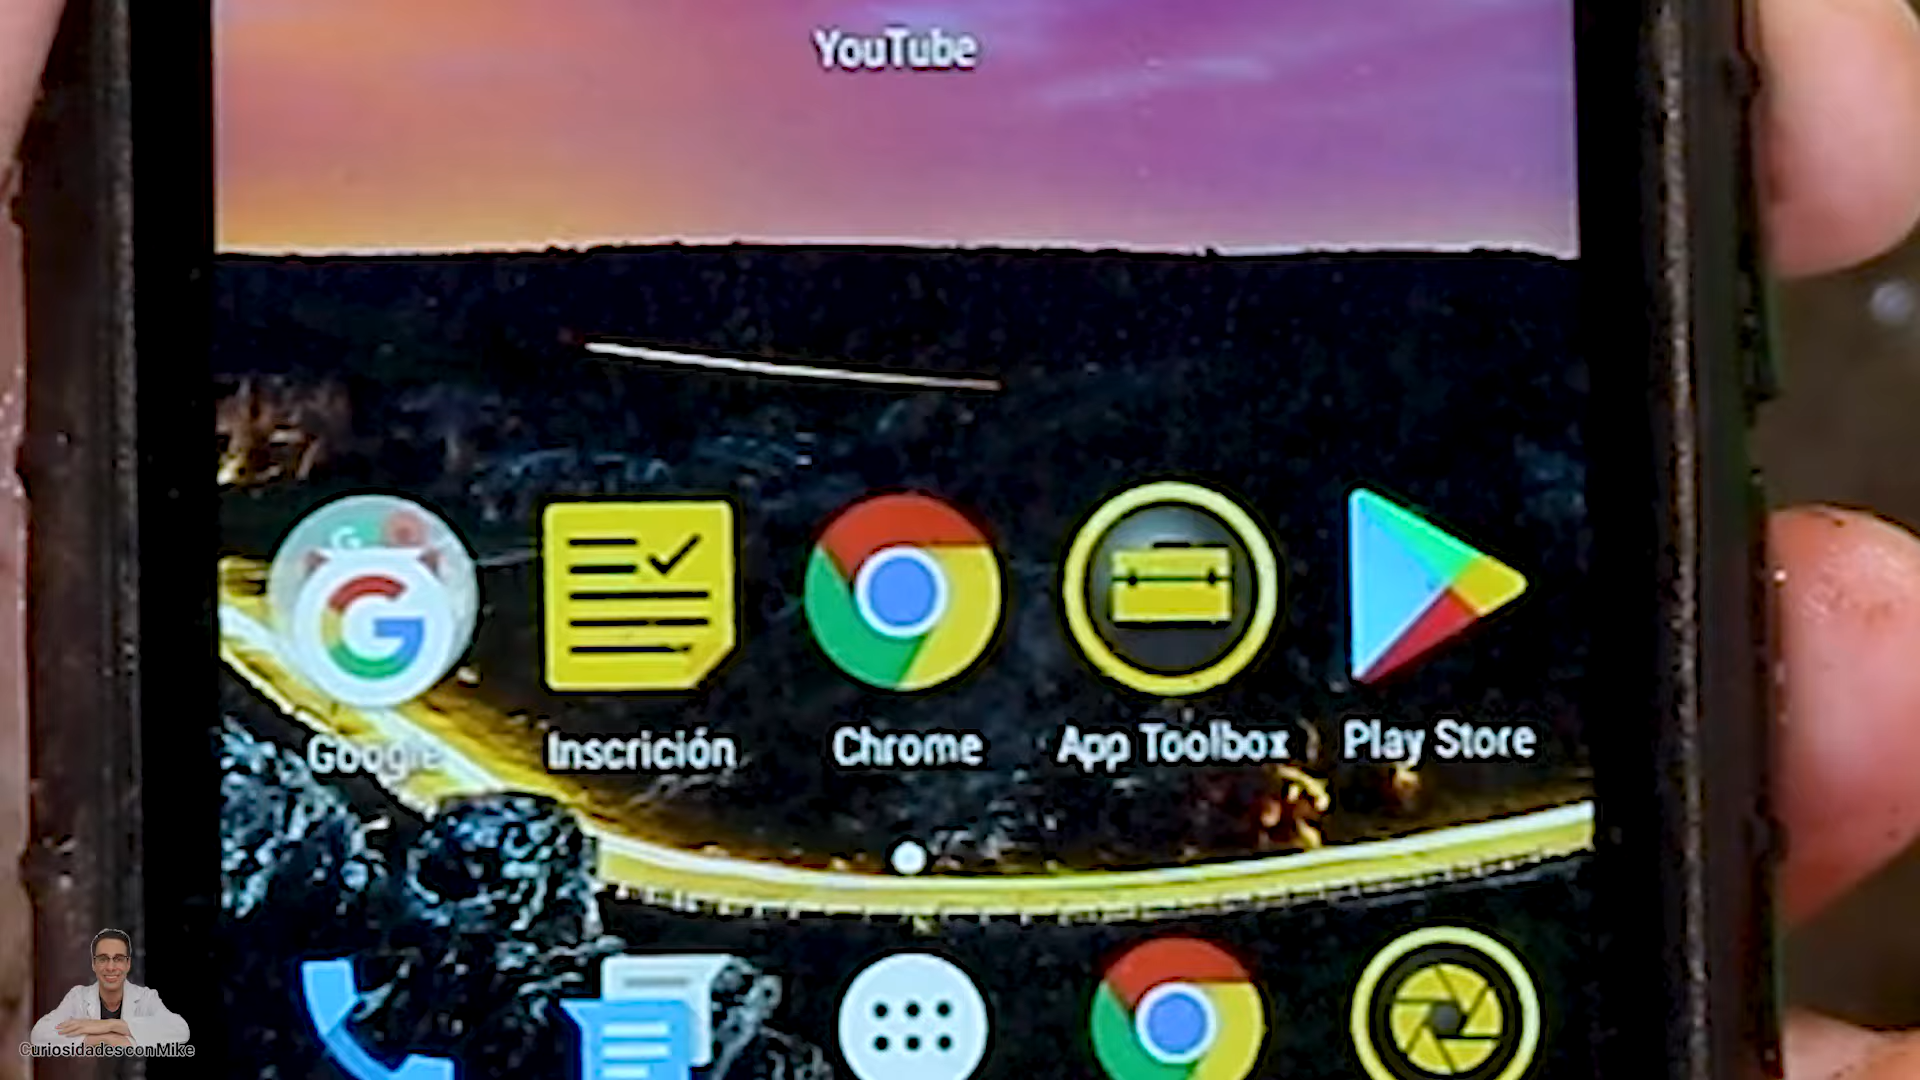 YouTube
Google
Inscrición
Chrome
App Toolbox
Play Store
CuriosidadesconMike